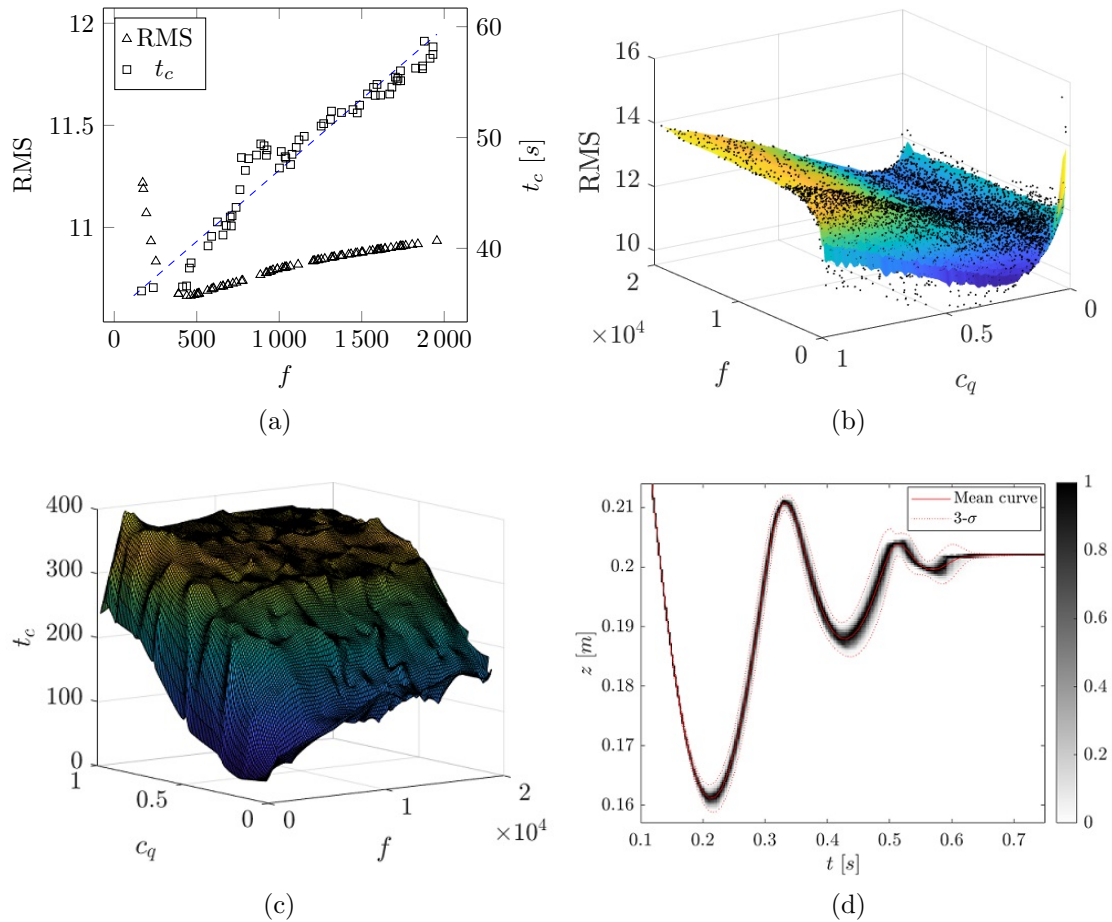 12
11.5
11
RMS
RMS
t_c
60
50
40
t_c [s]
0
500
1 000
1 500
2 000
f
(a)
16
14
12
10
RMS
2
1
0
×10^4
f
1
0.5
0
c_q
(b)
400
300
200
100
0
t_c
1
0.5
0
c_q
0
1
2
×10^4
f
(c)
0.21
0.2
0.19
0.18
0.17
0.16
z [m]
Mean curve
3-σ
1
0.8
0.6
0.4
0.2
0
0.1
0.2
0.3
0.4
0.5
0.6
0.7
t [s]
(d)